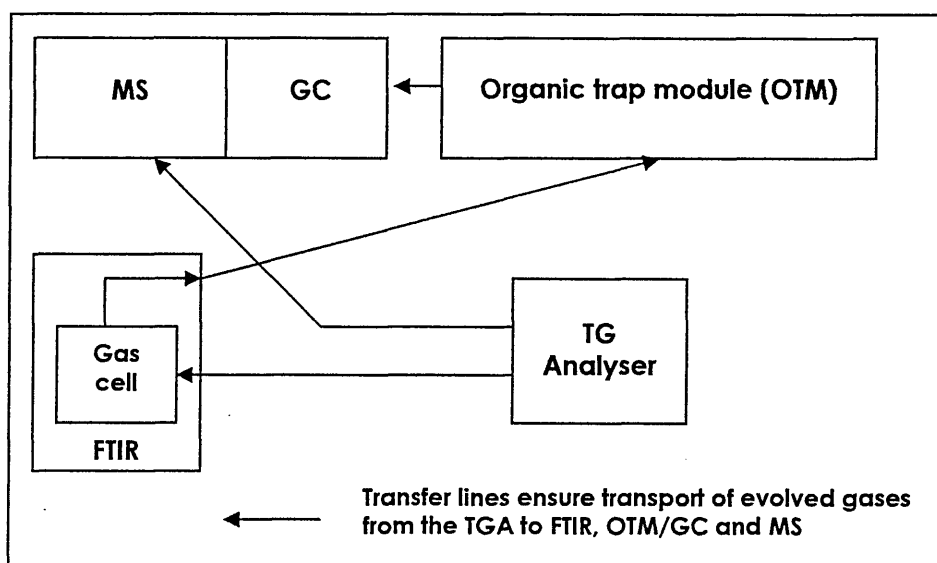 MS
GC
Organic trap module (OTM)
Gas
cell
FTIR
TG
Analyser
Transfer lines ensure transport of evolved gases
from the TGA to FTIR, OTM/GC and MS